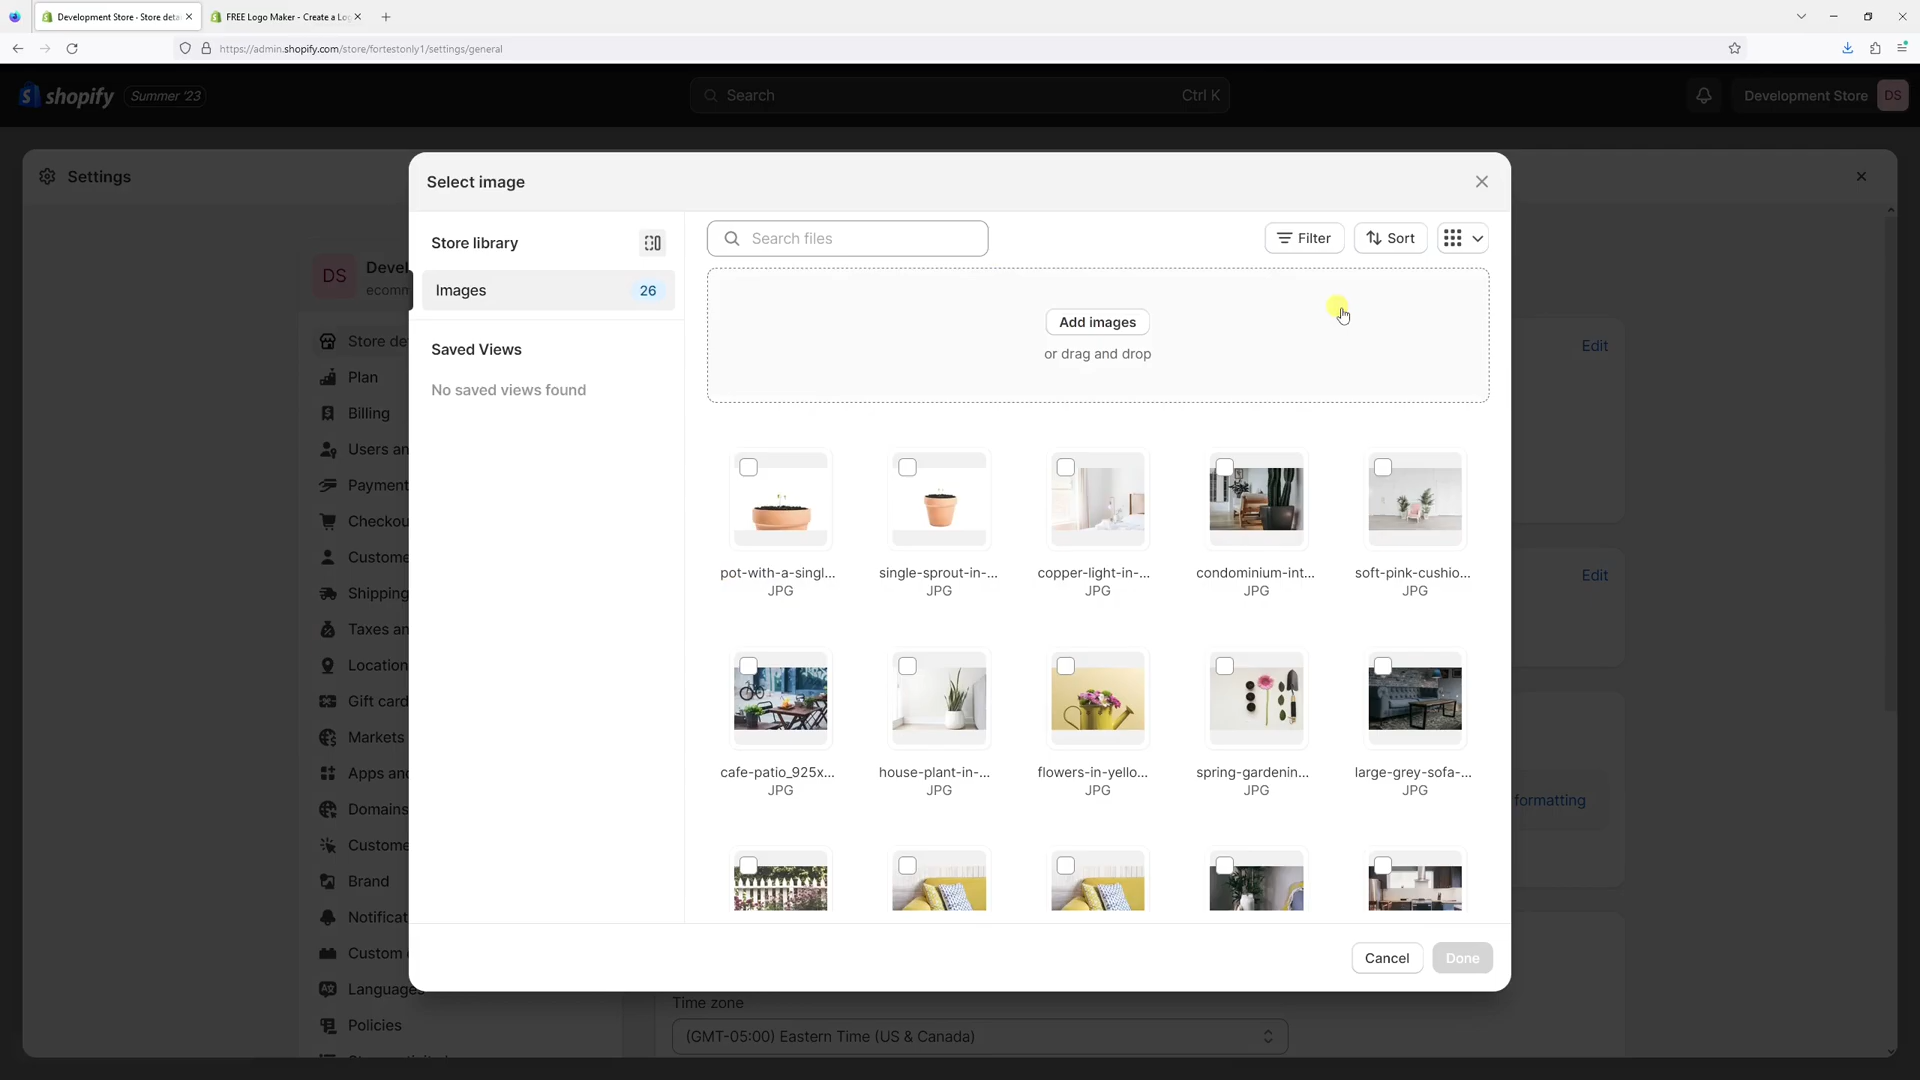 Development Store - Store deta
FREE Logo Maker - Create a Lo
https://admin.shopify.com/store/fortestonly1/settings/general
shopify
Summer '23
Search
Ctrl K
Development Store
DS
Settings
DS
Devel
ecomm
Store de
Plan
Billing
Users an
Payment
Checkou
Custome
Shipping
Taxes an
Location
Gift card
Markets
Apps and
Domains
Custome
Brand
Notificat
Custom
Languages
Policies
Select image
Store library
Images
26
Saved Views
No saved views found
Search files
Filter
Sort
Add images
or drag and drop
pot-with-a-singl...
JPG
single-sprout-in-...
JPG
copper-light-in-...
JPG
condominium-int...
JPG
soft-pink-cushio...
JPG
cafe-patio_925x...
JPG
house-plant-in-...
JPG
flowers-in-yello...
JPG
spring-gardenin...
JPG
large-grey-sofa-...
JPG
Cancel
Done
Edit
Edit
formatting
Time zone
(GMT-05:00) Eastern Time (US & Canada)